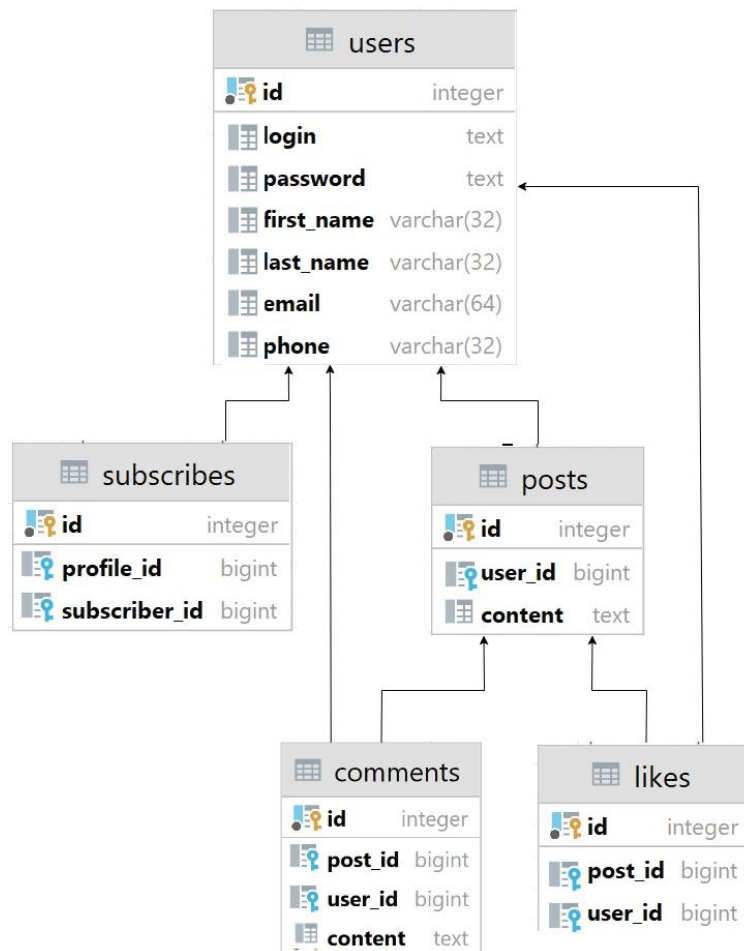 users
id integer
login text
password text
first_name varchar(32)
last_name varchar(32)
email varchar(64)
phone varchar(32)
subscribes
id integer
profile_id bigint
subscriber_id bigint
posts
id integer
user_id bigint
content text
comments
id integer
post_id bigint
user_id bigint
content text
likes
id integer
post_id bigint
user_id bigint